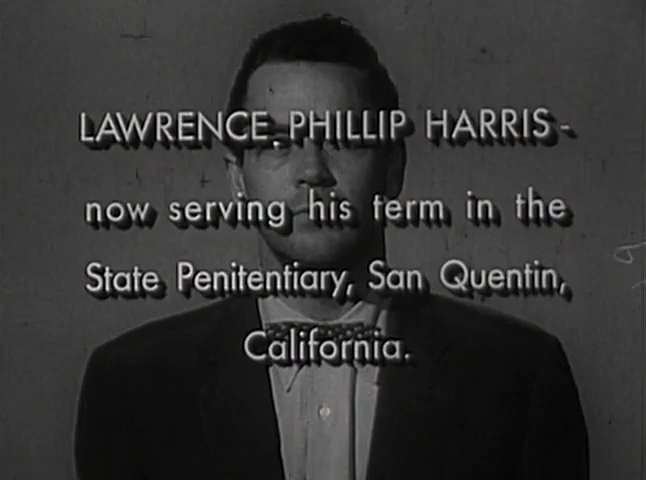 LAWRENCE PHILLIP HARRIS -
now serving his term in the
State Penitentiary, San Quentin,
California.